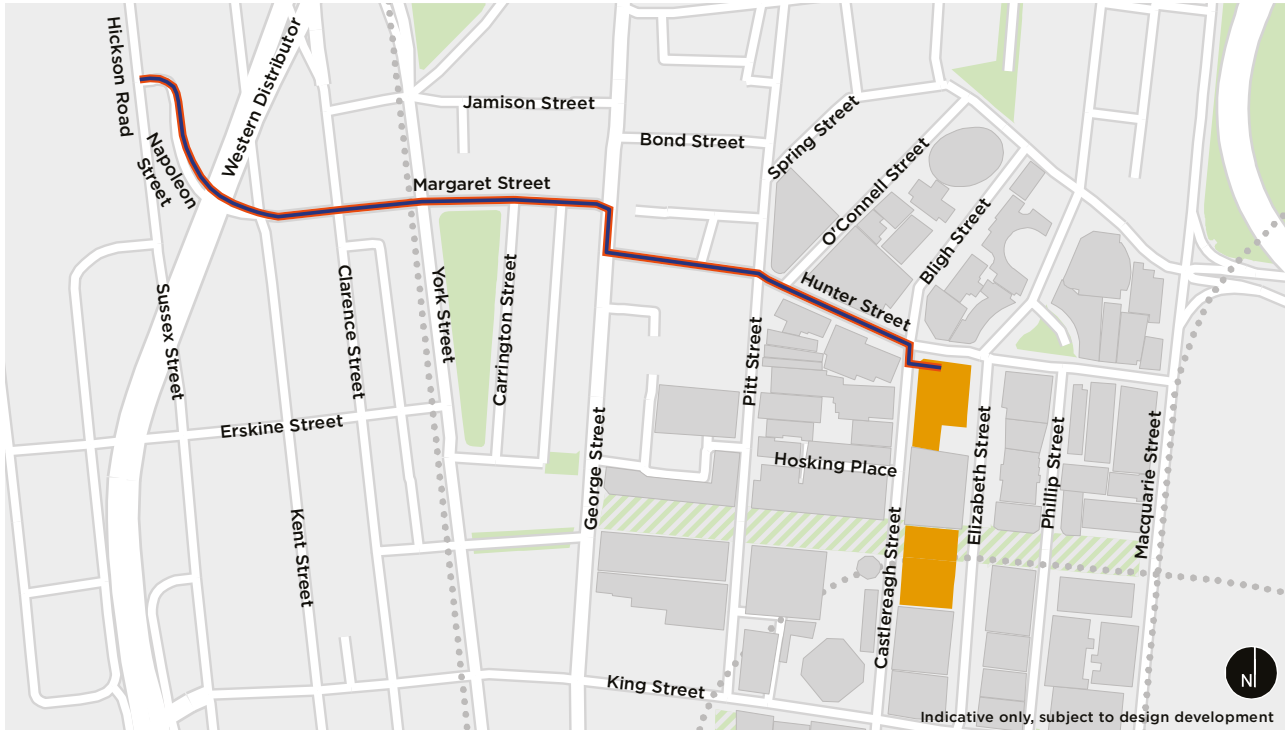 Hickson Road
Western Distributor
Napoleon
Street
Jamison Street
Bond Street
Spring Street
O'Connell Street
Bligh Street
Margaret Street
Hunter Street
Sussex Street
Clarence Street
York Street
Carrington Street
Pitt Street
Erskine Street
George Street
Hosking Place
Elizabeth Street
Phillip Street
Macquarie Street
Kent Street
Castlereagh Street
King Street
N
Indicative only, subject to design development